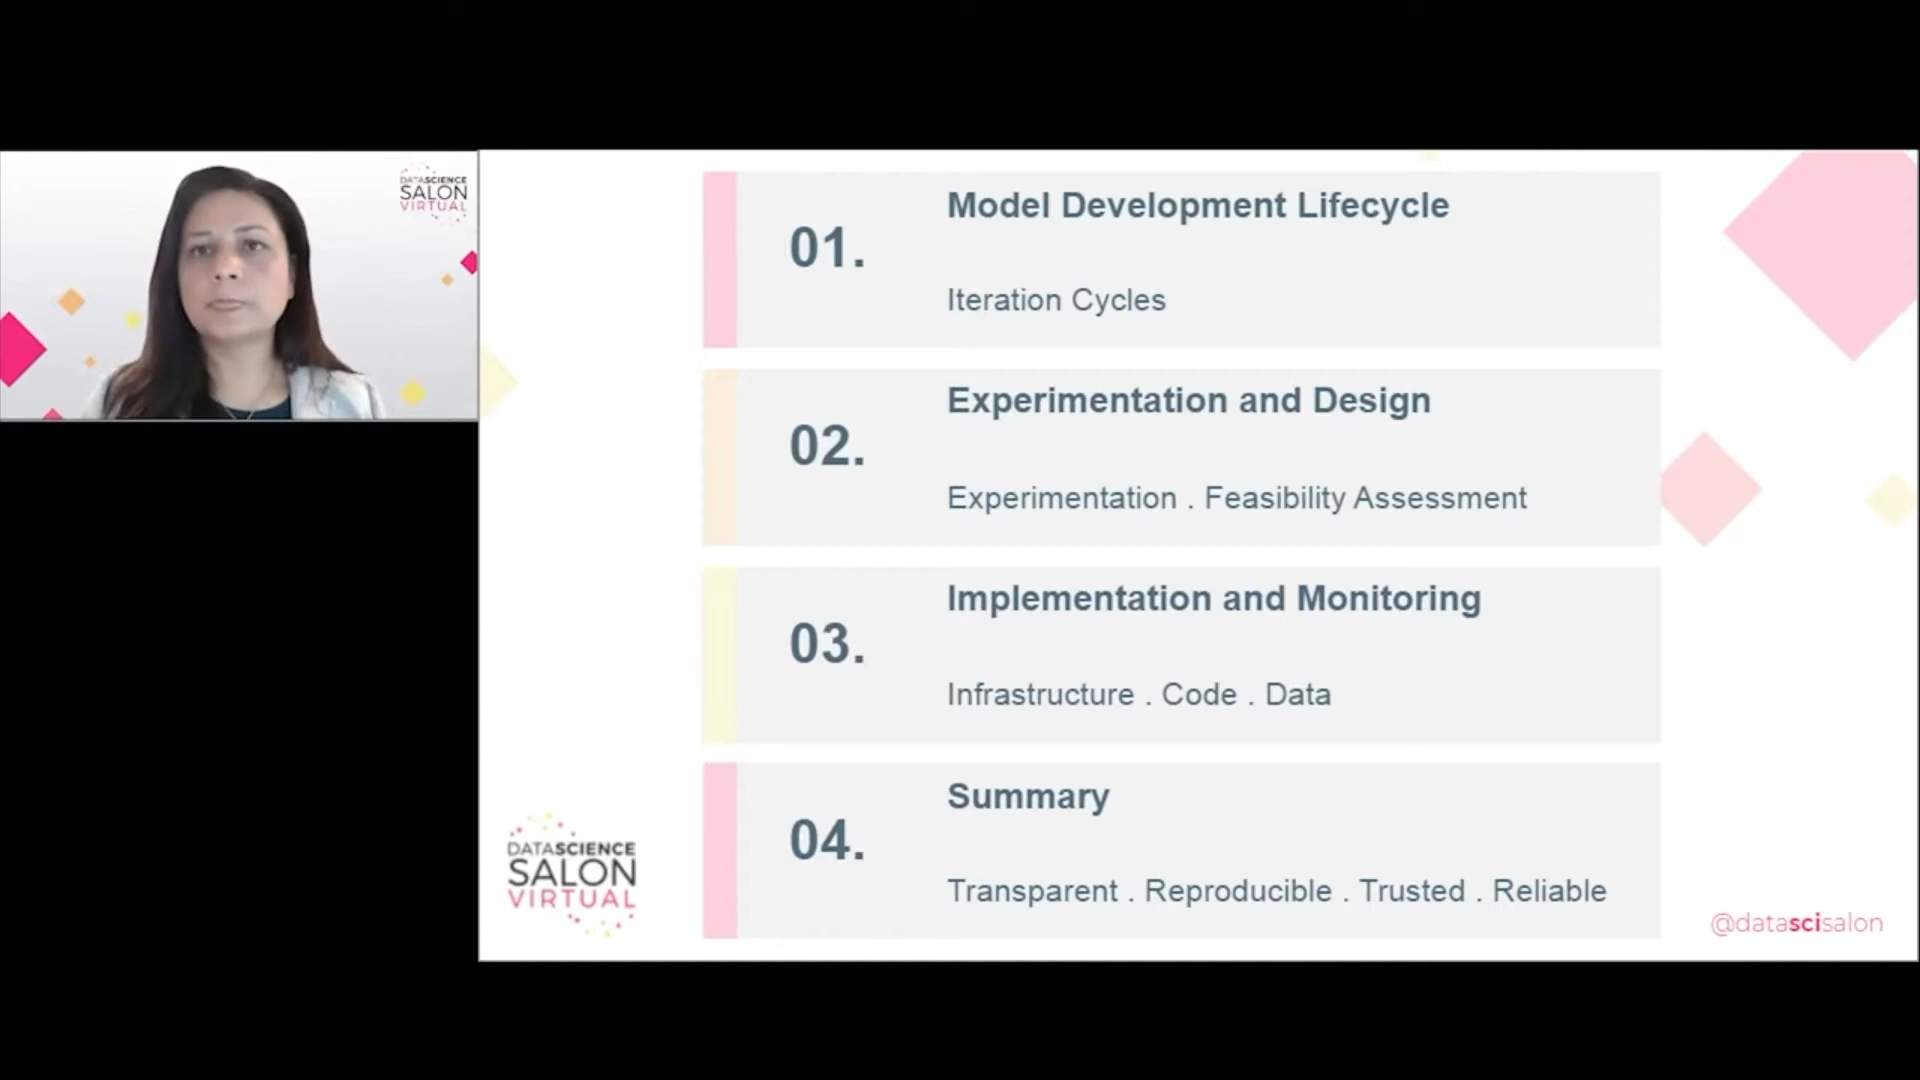 DATASCIENCE
SALON
VIRTUAL
01.
Model Development Lifecycle
Iteration Cycles
02.
Experimentation and Design
Experimentation . Feasibility Assessment
03.
Implementation and Monitoring
Infrastructure . Code . Data
04.
Summary
Transparent . Reproducible . Trusted . Reliable
DATASCIENCE
SALON
VIRTUAL
@datascisalon